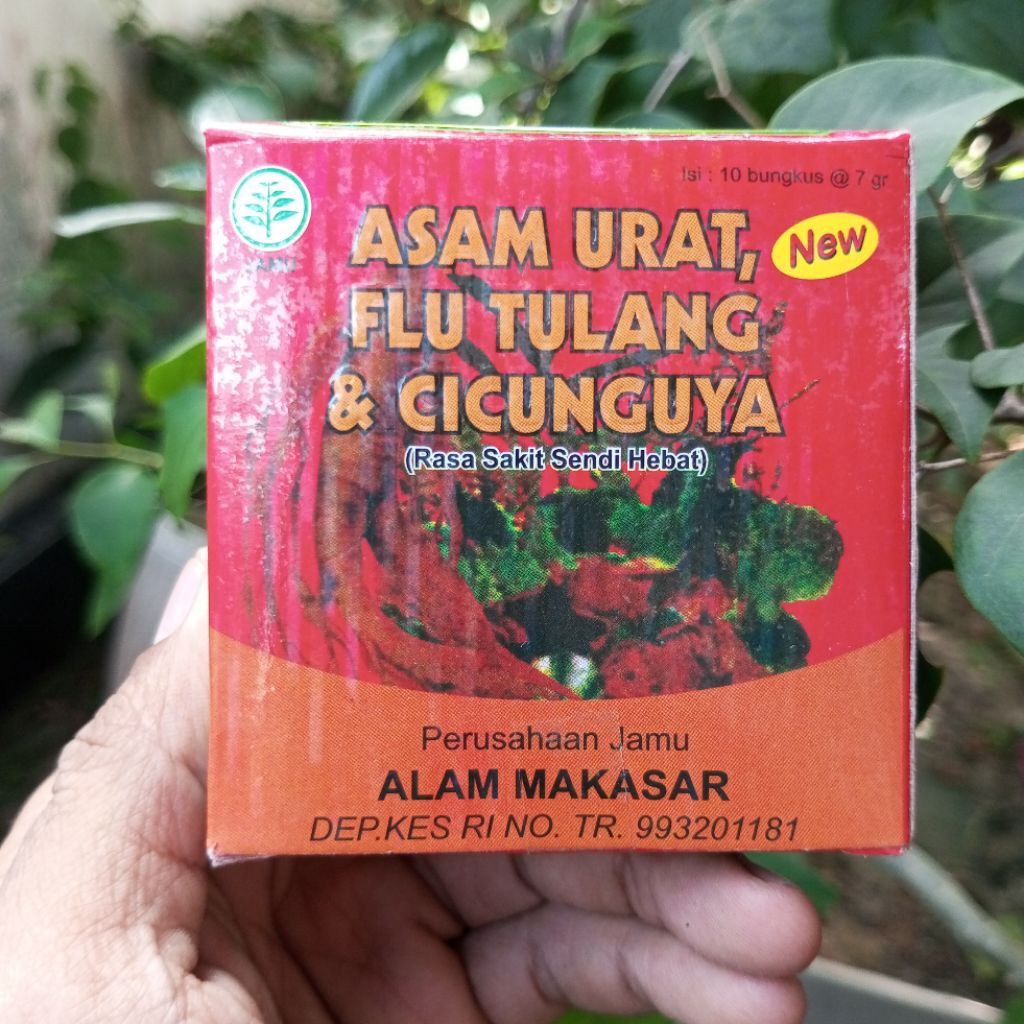 Isi : 10 bungkus @ 7 gr
ASAM URAT,
New
FLU TULANG
& CICUNGUYA
(Rasa Sakit Sendi Hebat)
Perusahaan Jamu
ALAM MAKASAR
DEP.KES RI NO. TR. 993201181